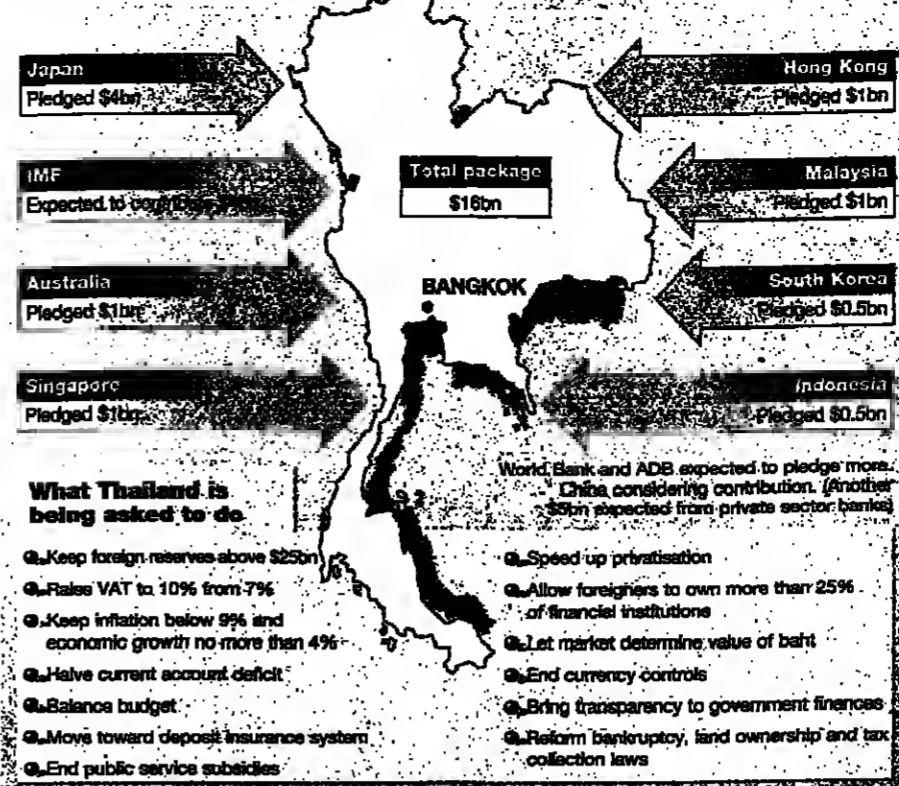 Japan
Pledged $4bn
IMF
Expected to contribute
Australia
Pledged $1bn
Singapore
Pledged $1bn
Total package
$16bn
BANGKOK
Hong Kong
Pledged $1bn
Malaysia
Pledged $1bn
South Korea
Pledged $0.5bn
Indonesia
Pledged $0.5bn
World Bank and ADB expected to pledge more.
China considering contribution. (Another
$5bn expected from private sector banks)
What Thailand is
being asked to do
Keep foreign reserves above $25bn
Raise VAT to 10% from 7%
Keep inflation below 9% and
economic growth no more than 4%
Halve current account deficit
Balance budget
Move toward deposit insurance system
End public service subsidies
Speed up privatisation
Allow foreigners to own more than 25%
of financial institutions
Let market determine value of baht
End currency controls
Bring transparency to government finances
Reform bankruptcy, land ownership and tax
collection laws